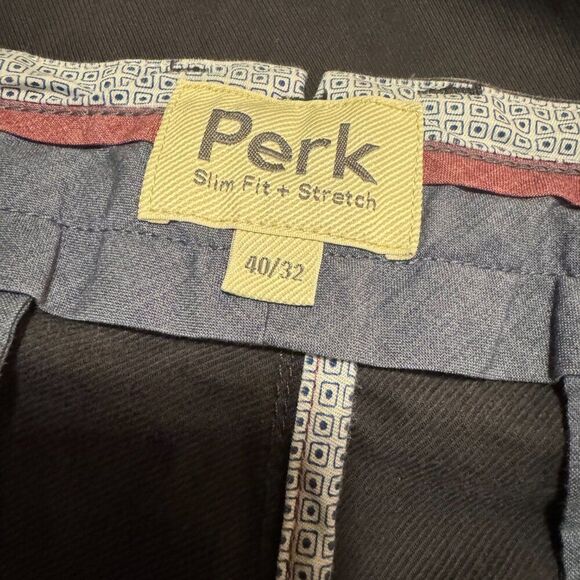 Perk
Slim Fit + Stretch
40/32